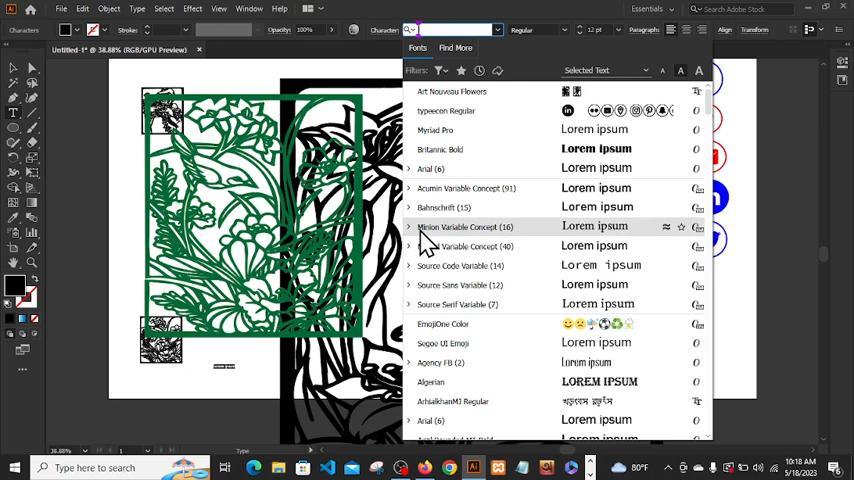 File Edit Object Type Select Effect View Window Help
Essentials
Search Adobe Stock
Characters
Stroke:
Opacity: 100%
Character:
Regular
12 pt
Paragraph:
Align
Transform
Untitled-1* @ 38.88% (RGB/GPU Preview)
Fonts Find More
Filters:
Selected Text
Art Nouveau Flowers
typeecon Regular
Myriad Pro Lorem ipsum
Britannic Bold Lorem ipsum
Arial (6) Lorem ipsum
Acumin Variable Concept (91) Lorem ipsum
Bahnschrift (15) Lorem ipsum
Minion Variable Concept (16) Lorem ipsum
Variable Concept (40) Lorem ipsum
Source Code Variable (14) Lorem ipsum
Source Sans Variable (12) Lorem ipsum
Source Serif Variable (7) Lorem ipsum
EmojiOne Color
Segoe UI Emoji Lorem ipsum
Agency FB (2) Lorem ipsum
Algerian Lorem ipsum
ArhialkhanMJ Regular
Arial (6) Lorem ipsum
38.88%
1
Type
Type here to search
80°F
10:18 AM
5/18/2023